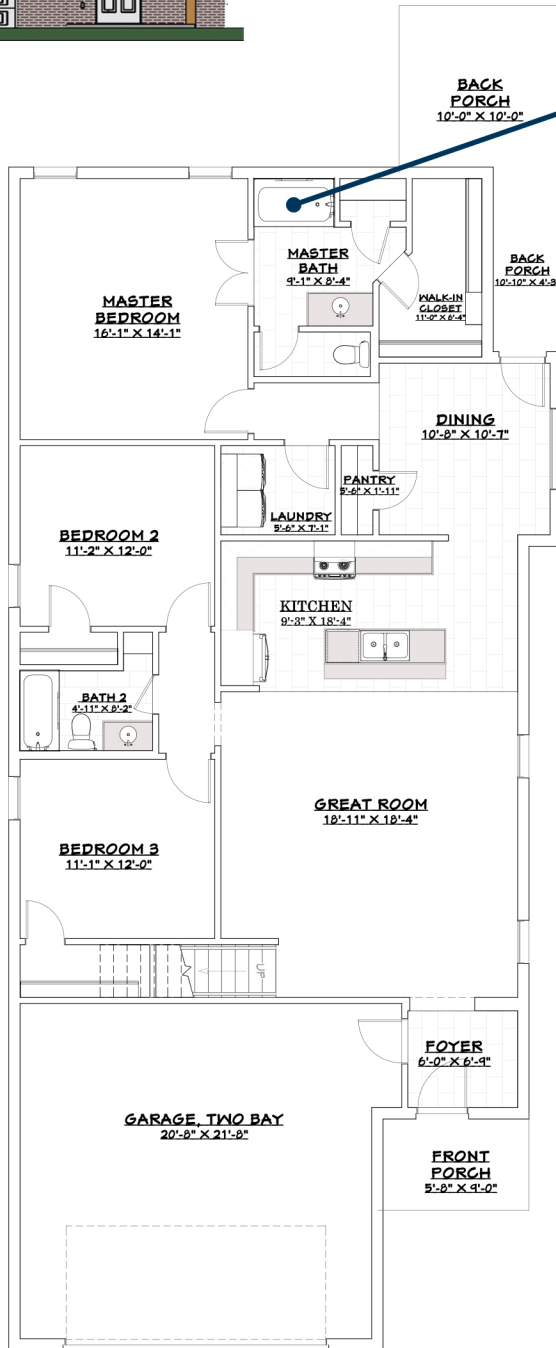 BACK
PORCH
10'-0" X 10'-0"
MASTER
BATH
9'-1" X 8'-4"
BACK
PORCH
10'-10" X 4'-3
WALK-IN
CLOSET
11'-0" X 6'-4"
MASTER
BEDROOM
16'-1" X 14'-1"
DINING
10'-8" X 10'-7"
PANTRY
5'-6" X 1'-11"
LAUNDRY
5'-6" X 7'-1"
BEDROOM 2
11'-2" X 12'-0"
KITCHEN
9'-3" X 18'-4"
BATH 2
4'-11" X 8'-2"
GREAT ROOM
18'-11" X 18'-4"
BEDROOM 3
11'-1" X 12'-0"
UP
FOYER
6'-0" X 6'-9"
GARAGE, TWO BAY
20'-8" X 21'-8"
FRONT
PORCH
5'-8" X 9'-0"